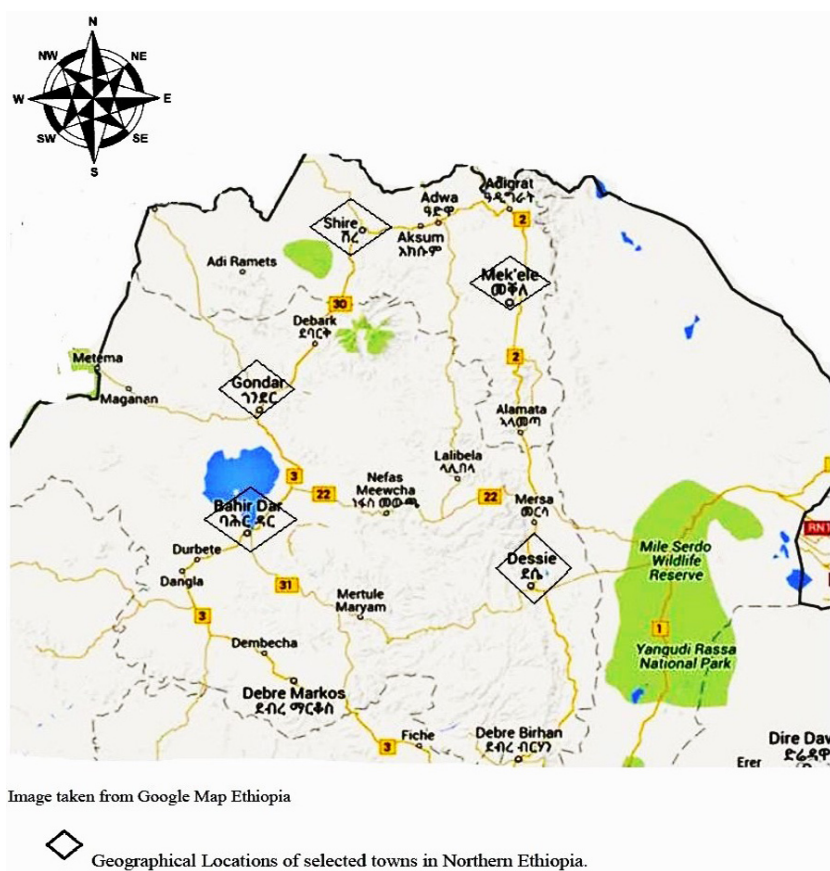 N
NW
NE
W
E
SW
SE
S
Adigrat
ዓዲግራት
Adwa
ዓድዋ
2
Shire
ሽረ
Aksum
አክሱም
Adi Ramets
Mek'ele
መቐለ
30
Debark
ደባርቅ
2
Metema
Maganan
Gondar
ጎንደር
Alamata
አላማጣ
Lalibela
ላሊበላ
3
22
Nefas
Meewcha
ነፋስ መውጫ
22
Mersa
መርሳ
Bahir Dar
ባሕር ዳር
RN1
Durbete
Dangla
Dessie
ደሴ
Mile Serdo
Wildlife
Reserve
31
Mertule
Maryam
3
1
Dembecha
Yangudi Rassa
National Park
Debre Markos
ደብረ ማርቆስ
Fiche
3
Debre Birhan
ደብረ ብርሃን
Dire Daw
ድሬዳዋ
Erer
Image taken from Google Map Ethiopia
Geographical Locations of selected towns in Northern Ethiopia.